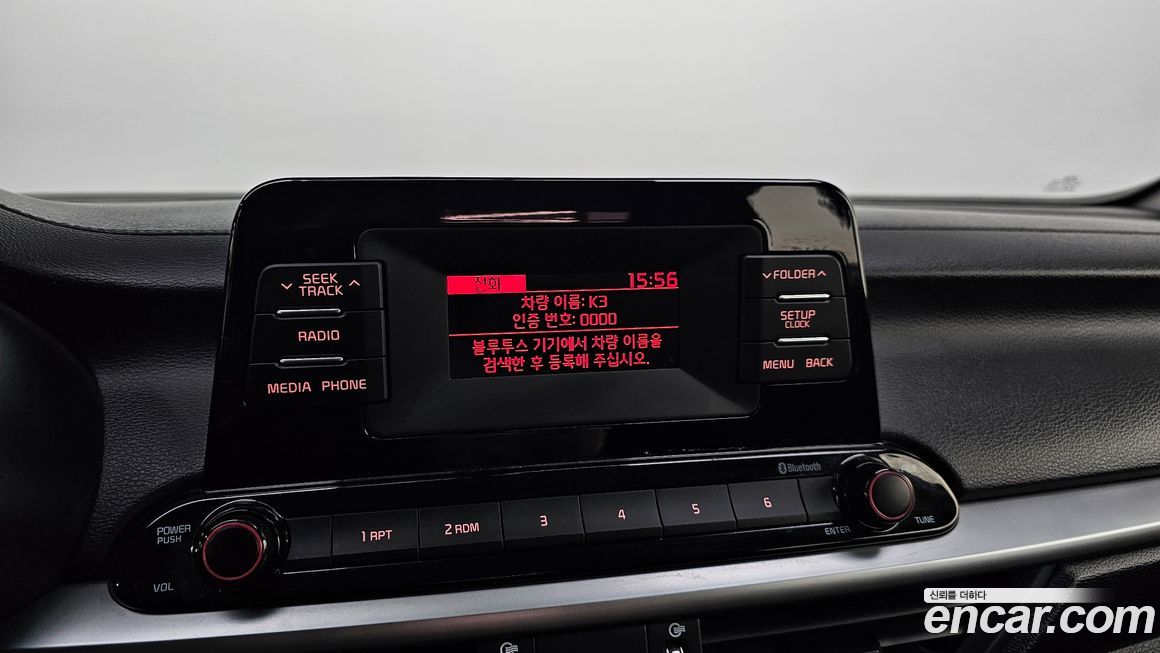 전화 15:56
차량 이름: K3
인증 번호: 0000
블루투스 기기에서 차량 이름을
검색한 후 등록해 주십시오.
SEEK
TRACK
RADIO
MEDIA PHONE
FOLDER
SETUP
CLOCK
MENU BACK
Bluetooth
POWER
PUSH
VOL
1 RPT
2 RDM
3
4
5
6
ENTER
TUNE
신뢰를 더하다
encar.com